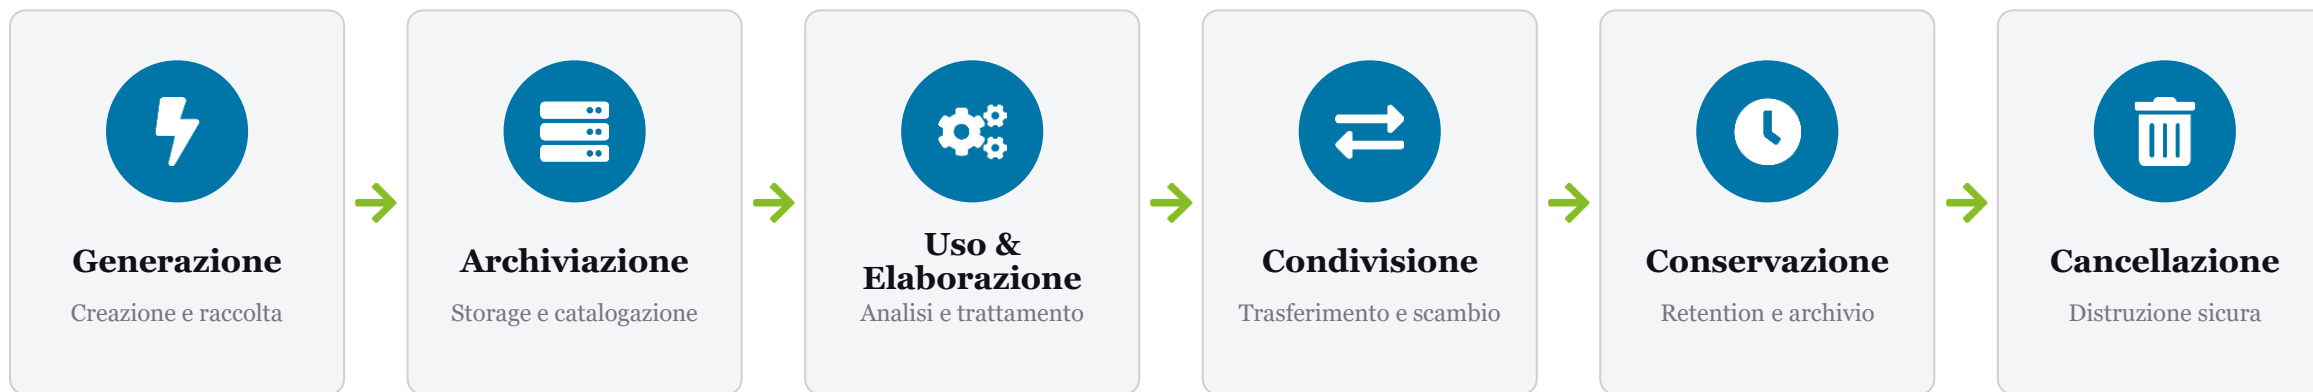 Generazione
Creazione e raccolta
Archiviazione
Storage e catalogazione
Uso &
Elaborazione
Analisi e trattamento
Condivisione
Trasferimento e scambio
Conservazione
Retention e archivio
Cancellazione
Distruzione sicura